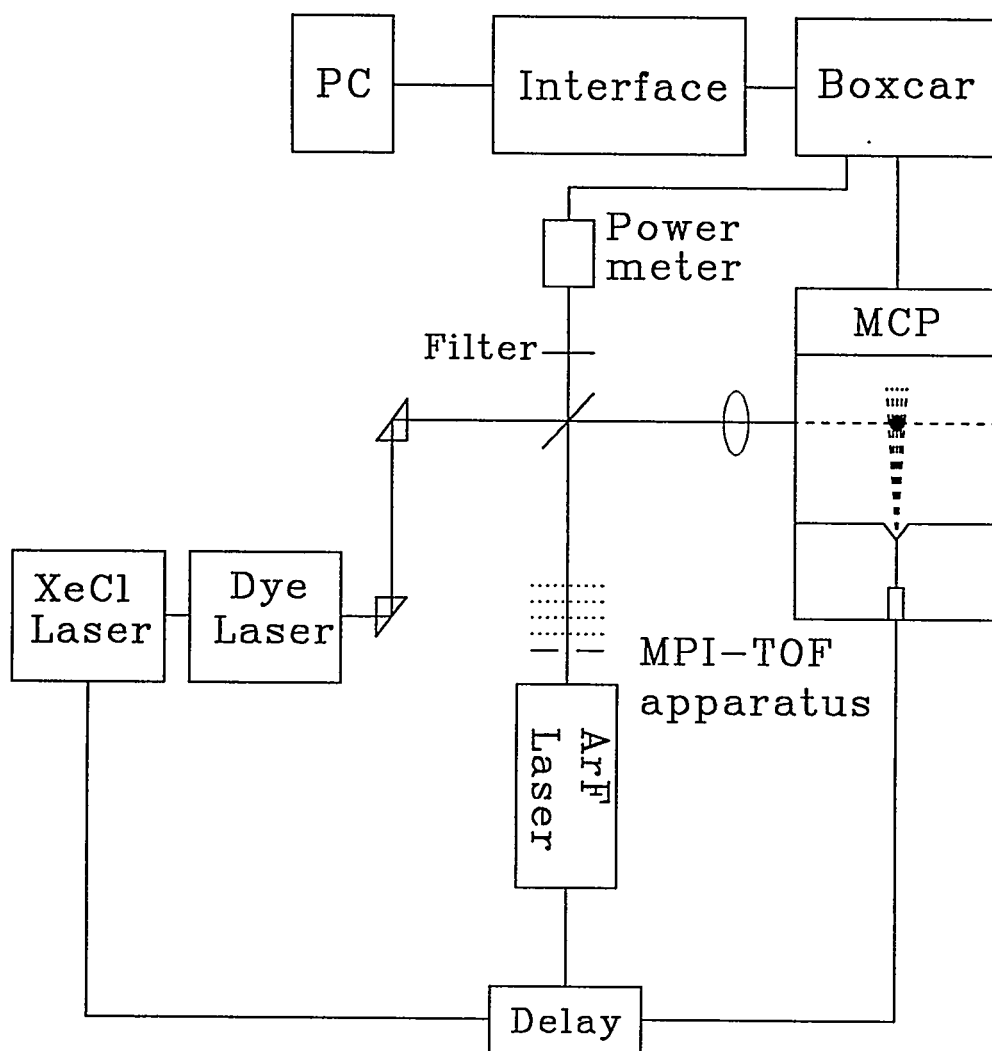 PC
Interface
Boxcar
Power
meter
MCP
Filter
XeCl
Laser
Dye
Laser
MPI-TOF
apparatus
ArF
Laser
Delay